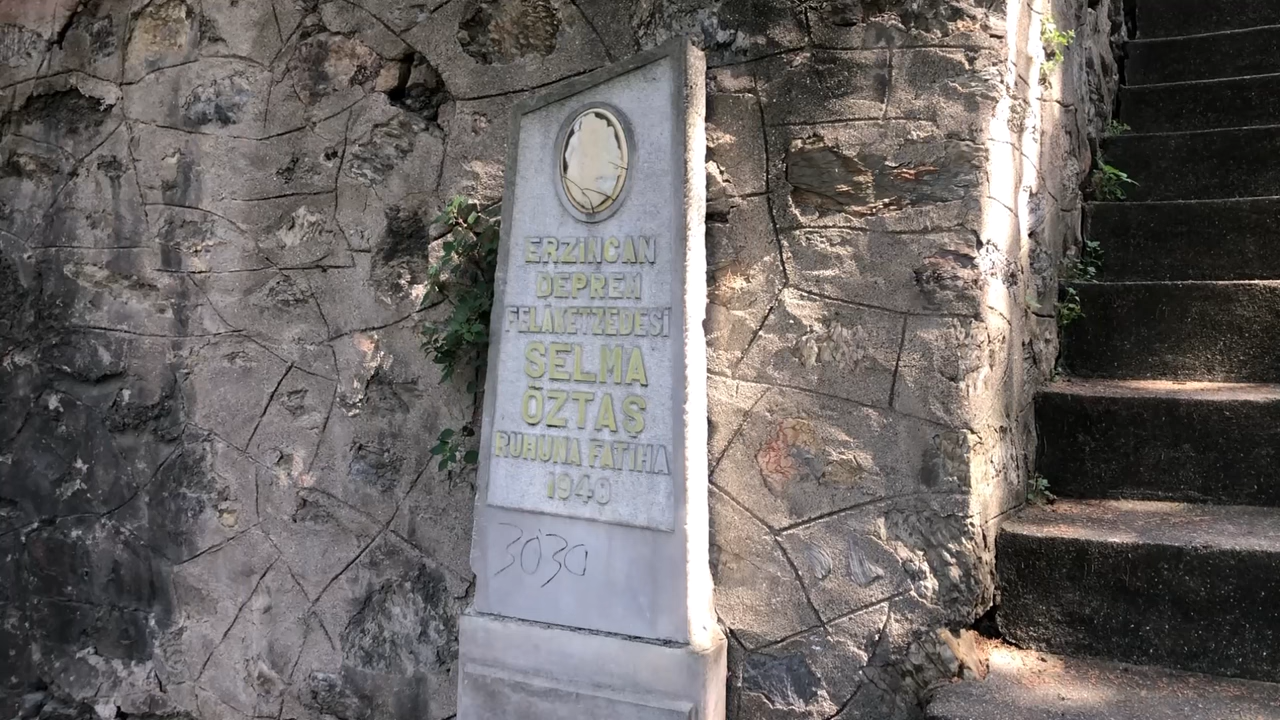 ERZİNCAN
DEPREM
FELAKETZEDESİ
SELMA
ÖZTAŞ
RUHUNA FATİHA
1940
3030